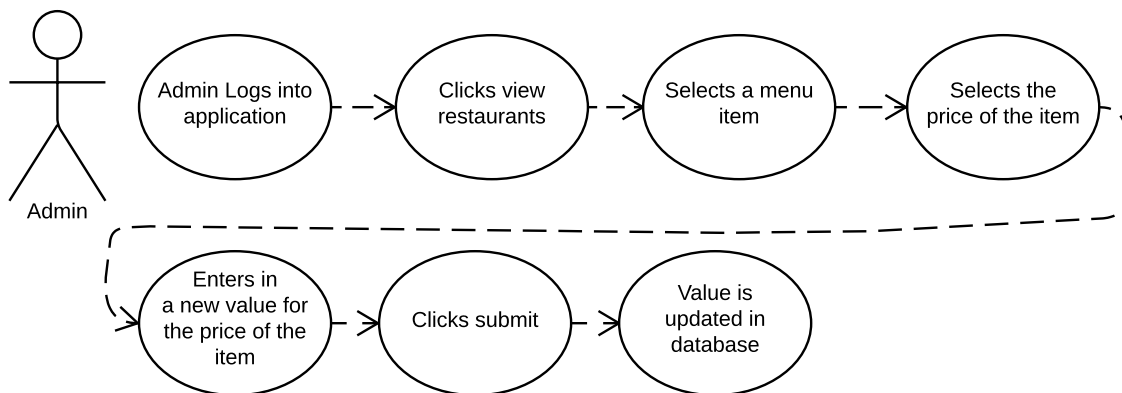 Admin Logs into
application
Clicks view
restaurants
Selects a menu
item
Selects the
price of the item
Admin
Enters in
a new value for
the price of the
item
Clicks submit
Value is
updated in
database